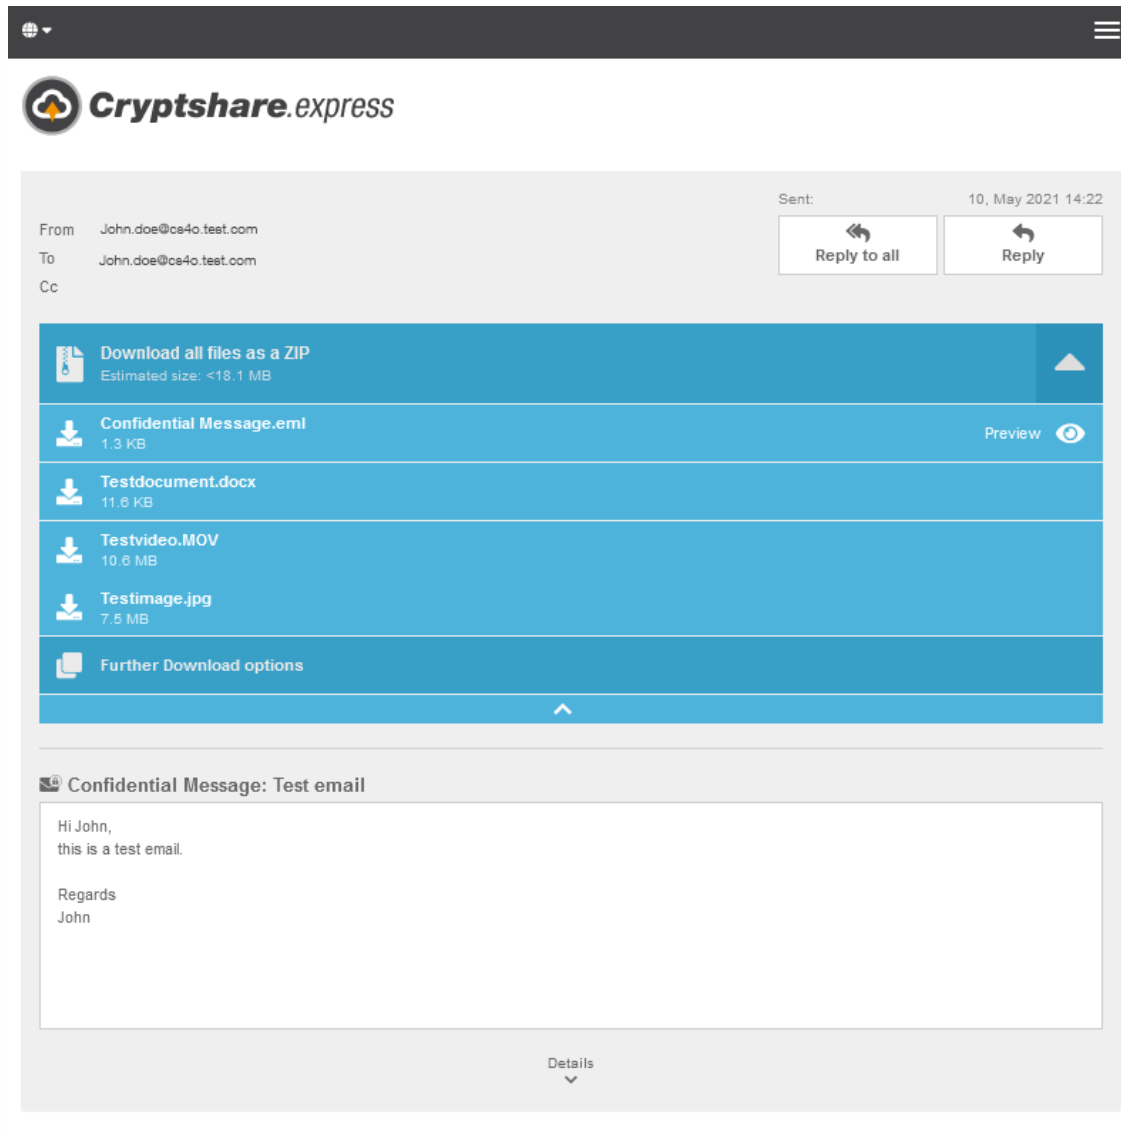 Cryptshare.express
Sent: 10, May 2021 14:22
From John.doe@cs4o.test.com
To John.doe@cs4o.test.com
Cc
Reply to all
Reply
Download all files as a ZIP
Estimated size: <18.1 MB
Confidential Message.eml
1.3 KB
Preview
Testdocument.docx
11.6 KB
Testvideo.MOV
10.6 MB
Testimage.jpg
7.5 MB
Further Download options
Confidential Message: Test email
Hi John,
this is a test email.
Regards
John
Details